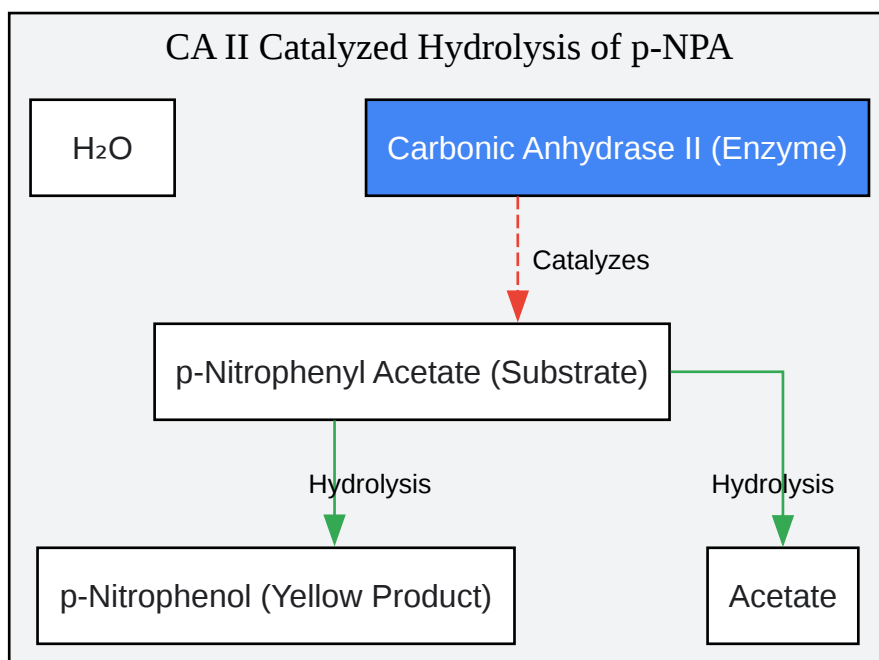 CA II Catalyzed Hydrolysis of p-NPA
H₂O
Carbonic Anhydrase II (Enzyme)
Catalyzes
p-Nitrophenyl Acetate (Substrate)
Hydrolysis
Hydrolysis
p-Nitrophenol (Yellow Product)
Acetate